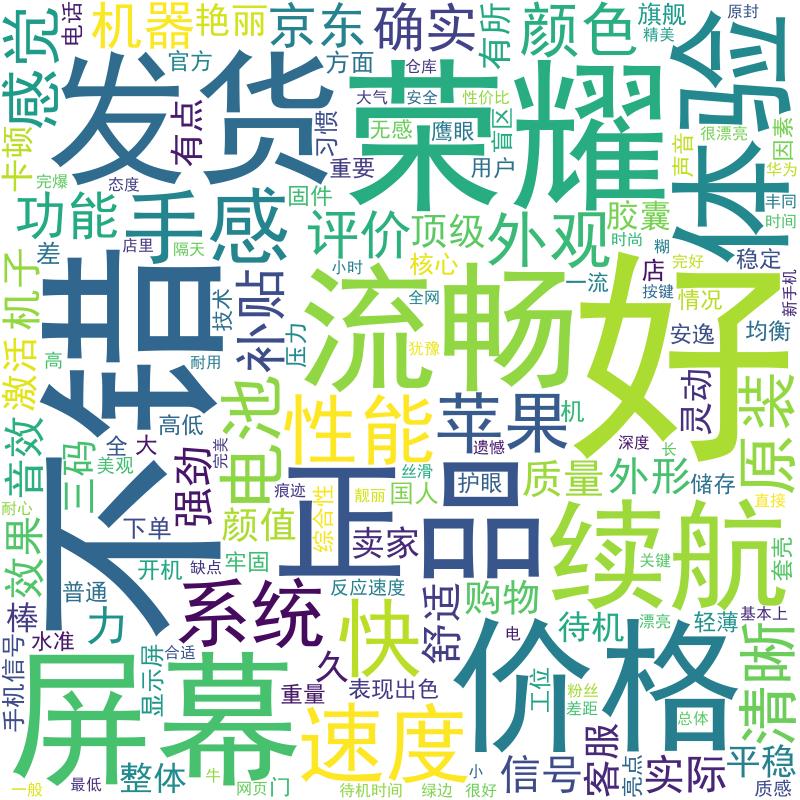 电话
机器
艳丽
京东
确实
有所
颜色
旗舰
精美
原封
感觉
发货
官方
方面
仓库
大气
安全
性价比
荣耀
体验
有点
习惯
无感
鹰眼
盲区
很漂亮
因素
声音
华为
卡顿
完爆
态度
重要
用户
固件
丰同
时间
功能
手感
评价
顶级
外观
胶囊
时尚
糊
差
店里
隔天
小时
核心
一流
店
完好
稳定
按键
新手机
机子
不错
技术
补贴
压力
流畅
全网
好
情况
安逸
均衡
激活
高
耐用
犹豫
灵动
电池
性能
苹果
机
原装
音效
三码
全
大
高低
美观
强劲
完美
遗憾
深度
长
丝滑
护眼
质量
外形
储存
痕迹
靓丽
国人
综合性
正品
直接
耐心
效果
下单
颜值
卖家
续航
开机
缺点
牢固
关键
套壳
普通
系统
反应速度
购物
棒
力
快
舒适
待机
漂亮
轻薄
基本上
手机信号
水准
显示屏
合适
久
电
价格
清晰
屏幕
重量
表现出色
工位
粉丝
差距
总体
速度
客服
亮点
实际
平稳
整体
信号
小
一般
最低
牛
网页
门
待机时间
绿边
很好
质感